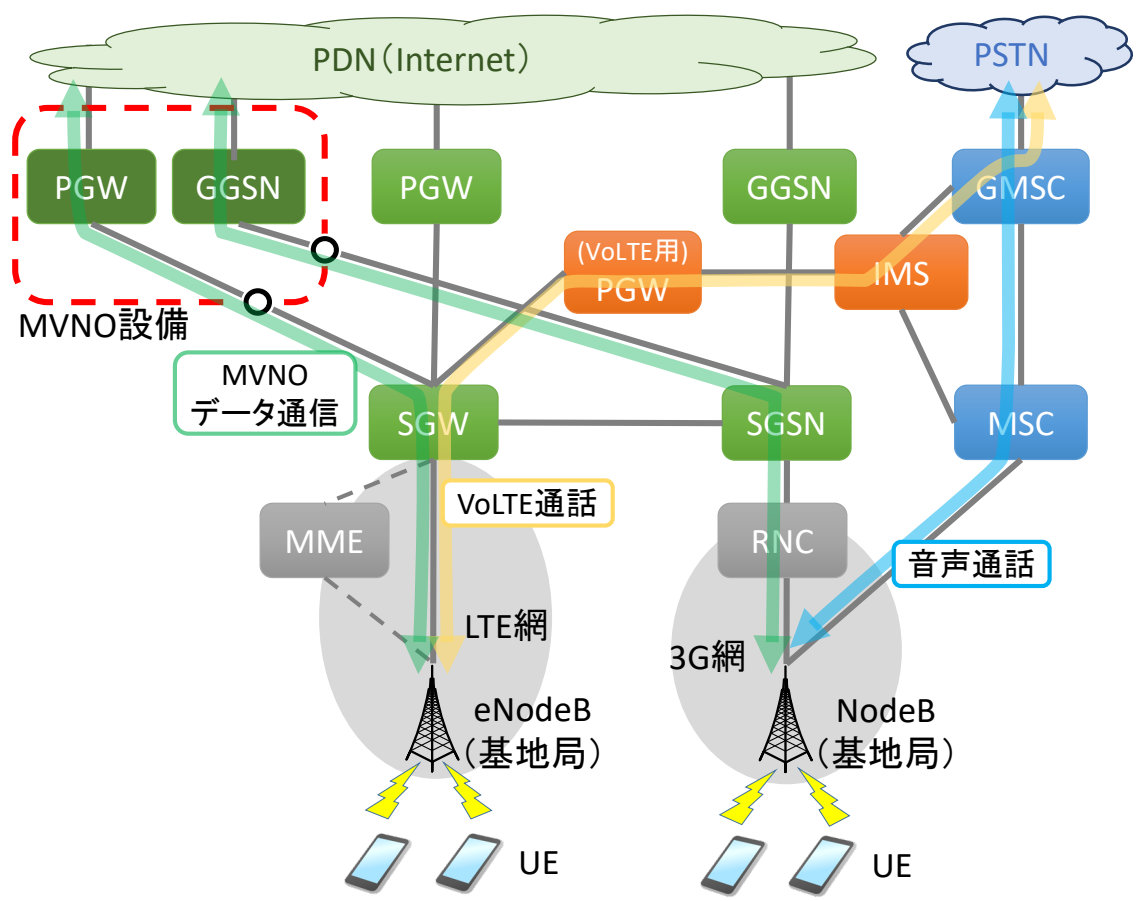 PDN(Internet)
PSTN
PGW
GGSN
PGW
GGSN
GMSC
(VoLTE用)
PGW
IMS
MVNO設備
MVNO
データ通信
SGW
SGSN
MSC
VoLTE通話
MME
RNC
音声通話
LTE網
3G網
eNodeB
(基地局)
NodeB
(基地局)
UE
UE